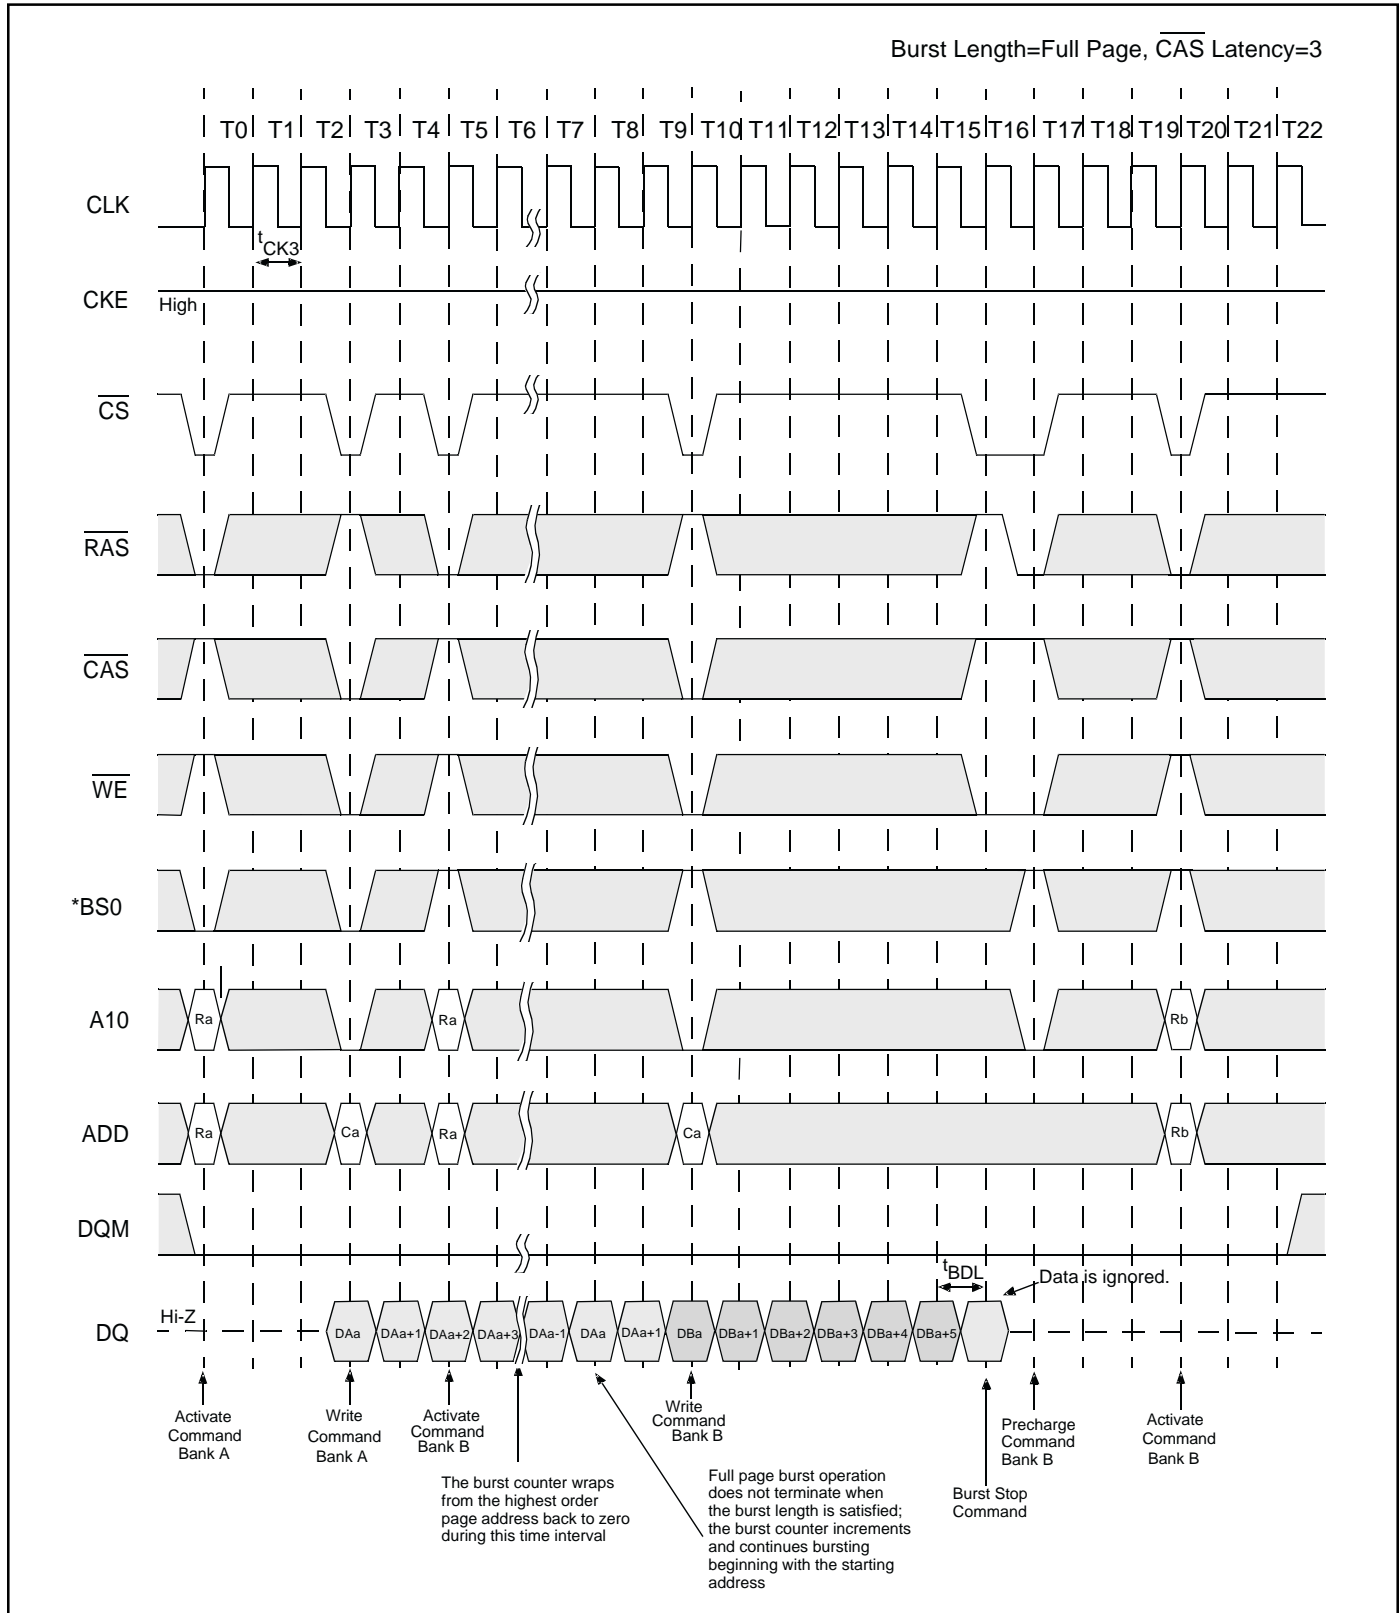 Burst Length=Full Page, CAS Latency=3
T0 T1 T2 T3 T4 T5 T6 T7 T8 T9 T10 T11 T12 T13 T14 T15 T16 T17 T18 T19 T20 T21 T22
CLK
tCK3
CKE
High
CS
RAS
CAS
WE
*BS0
A10
Ra Ra Rb
ADD
Ra Ca Ra Ca Rb
DQM
tBDL
Data is ignored.
Hi-Z
DQ
DAa DAa+1 DAa+2 DAa+3 DAa-1 DAa DAa+1 DBa DBa+1 DBa+2 DBa+3 DBa+4 DBa+5
Activate
Command
Bank A
Write
Command
Bank A
Activate
Command
Bank B
The burst counter wraps
from the highest order
page address back to zero
during this time interval
Write
Command
Bank B
Full page burst operation
does not terminate when
the burst length is satisfied;
the burst counter increments
and continues bursting
beginning with the starting
address
Burst Stop
Command
Precharge
Command
Bank B
Activate
Command
Bank B